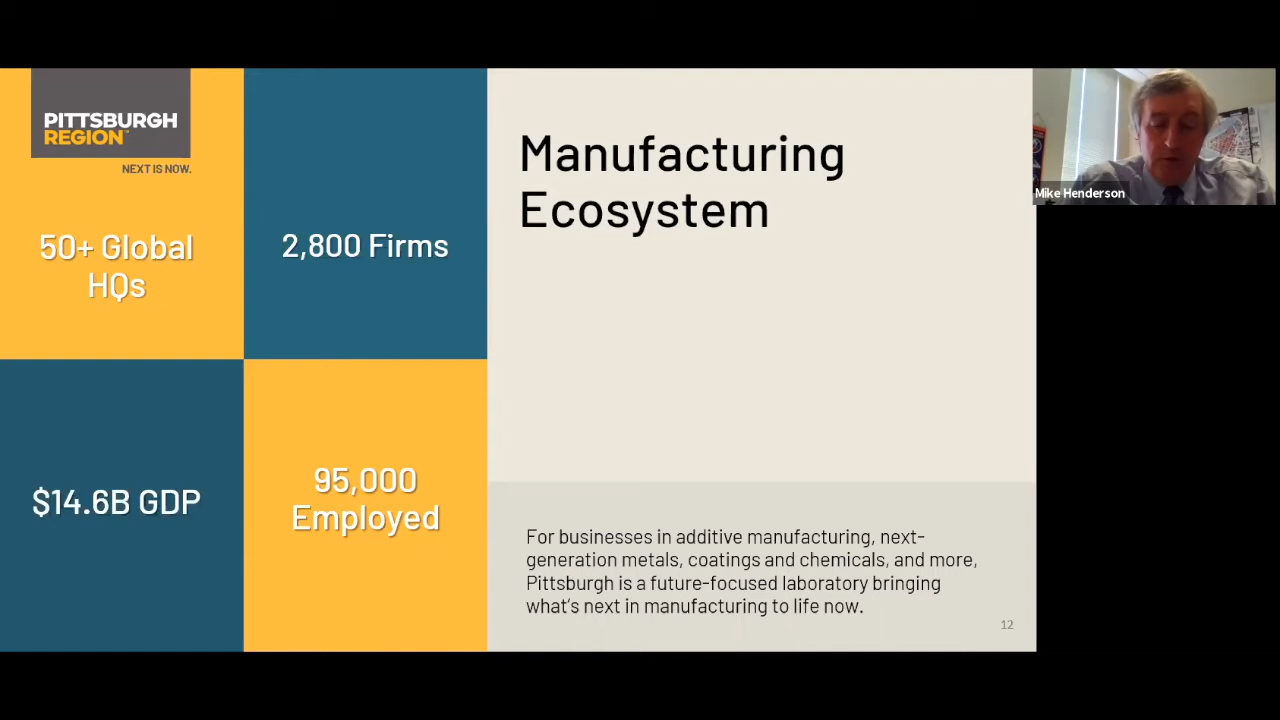 PITTSBURGH
REGION™
NEXT IS NOW.
50+ Global
HQs
2,800 Firms
$14.6B GDP
95,000
Employed
Manufacturing
Ecosystem
For businesses in additive manufacturing, next-
generation metals, coatings and chemicals, and more,
Pittsburgh is a future-focused laboratory bringing
what's next in manufacturing to life now.
12
Mike Henderson